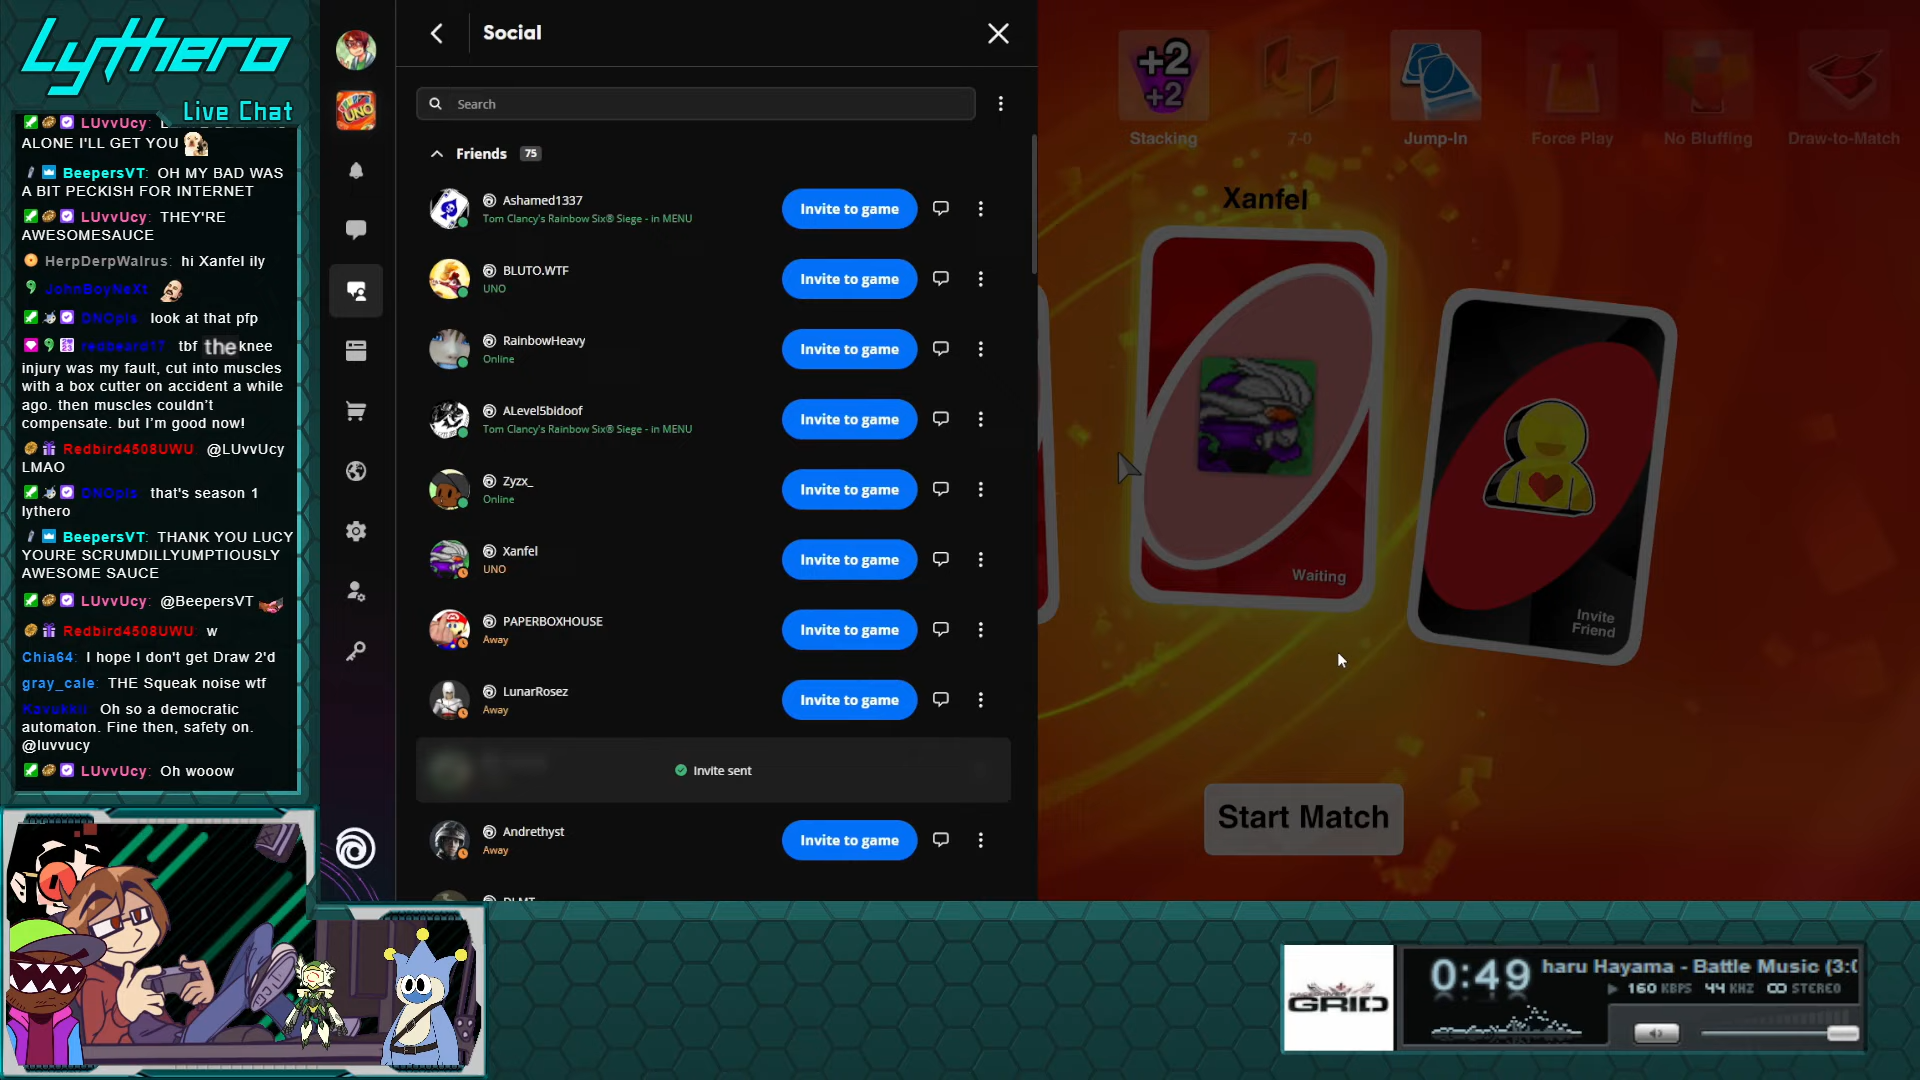 Lythero
Live Chat
LUvvUcy:
ALONE I'LL GET YOU
BeepersVT: OH MY BAD WAS
A BIT PECKISH FOR INTERNET
LUvvUcy: THEY'RE
AWESOMESAUCE
HerpDerpWalrus: hi Xanfel ily
JohnBoyNeXt
DNOpls: look at that pfp
redbeard17 tbf the knee
injury was my fault, cut into muscles
with a box cutter on accident a while
ago. then muscles couldn't
compensate. but I'm good now!
Redbird4508UWU: @LUvvUcy
LMAO
DNOpls: that's season 1
lythero
BeepersVT: THANK YOU LUCY
YOURE SCRUMDILLYUMPTIOUSLY
AWESOME SAUCE
LUvvUcy: @BeepersVT
Redbird4508UWU: w
Chia64: I hope I don't get Draw 2'd
gray_cale: THE Squeak noise wtf
Oh so a democratic
automaton. Fine then, safety on.
@luvvucy
LUvvUcy: Oh wooow
UNO
Social
Search
Friends 75
Ashamed1337
Tom Clancy's Rainbow Six® Siege - in MENU
Invite to game
BLUTO.WTF
UNO
Invite to game
RainbowHeavy
Online
Invite to game
ALevel5bidoof
Tom Clancy's Rainbow Six® Siege - in MENU
Invite to game
Zyzx_
Online
Invite to game
Xanfel
UNO
Invite to game
PAPERBOXHOUSE
Away
Invite to game
LunarRosez
Away
Invite to game
Invite sent
Andrethyst
Away
Invite to game
+2
+2
Stacking
7-0
Jump-In
Force Play
No Bluffing
Draw-to-Match
Xanfel
Waiting
Invite
Friend
Start Match
GRID
0:49
haru Hayama - Battle Music (3:0
160 KBPS 44 KHZ STEREO